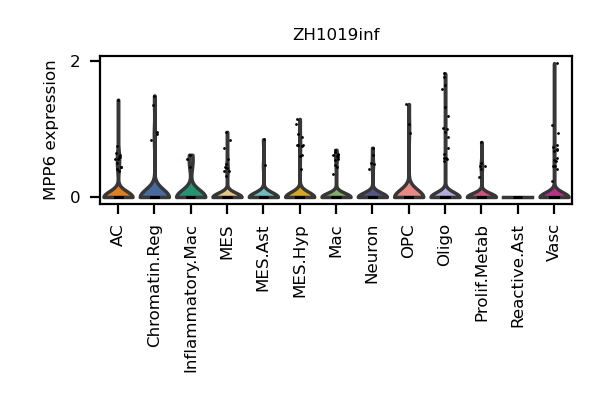 ZH1019inf
MPP6 expression
2
0
AC
Chromatin.Reg
Inflammatory.Mac
MES
MES.Ast
MES.Hyp
Mac
Neuron
OPC
Oligo
Prolif.Metab
Reactive.Ast
Vasc